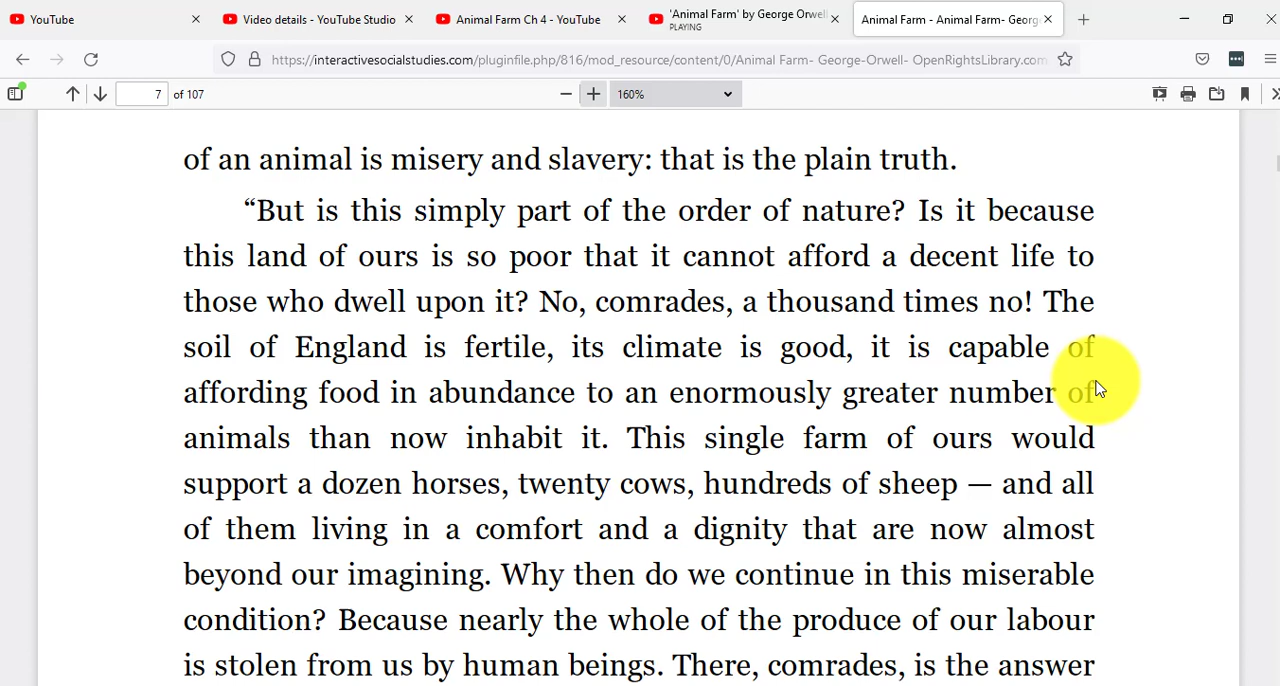 YouTube
Video details - YouTube Studio
Animal Farm Ch 4 - YouTube
'Animal Farm' by George Orwell
PLAYING
Animal Farm - Animal Farm- Georg
https://interactivesocialstudies.com/pluginfile.php/816/mod_resource/content/0/Animal Farm- George-Orwell- OpenRightsLibrary.com
7 of 107
160%
of an animal is misery and slavery: that is the plain truth.
“But is this simply part of the order of nature? Is it because
this land of ours is so poor that it cannot afford a decent life to
those who dwell upon it? No, comrades, a thousand times no! The
soil of England is fertile, its climate is good, it is capable of
affording food in abundance to an enormously greater number of
animals than now inhabit it. This single farm of ours would
support a dozen horses, twenty cows, hundreds of sheep — and all
of them living in a comfort and a dignity that are now almost
beyond our imagining. Why then do we continue in this miserable
condition? Because nearly the whole of the produce of our labour
is stolen from us by human beings. There, comrades, is the answer